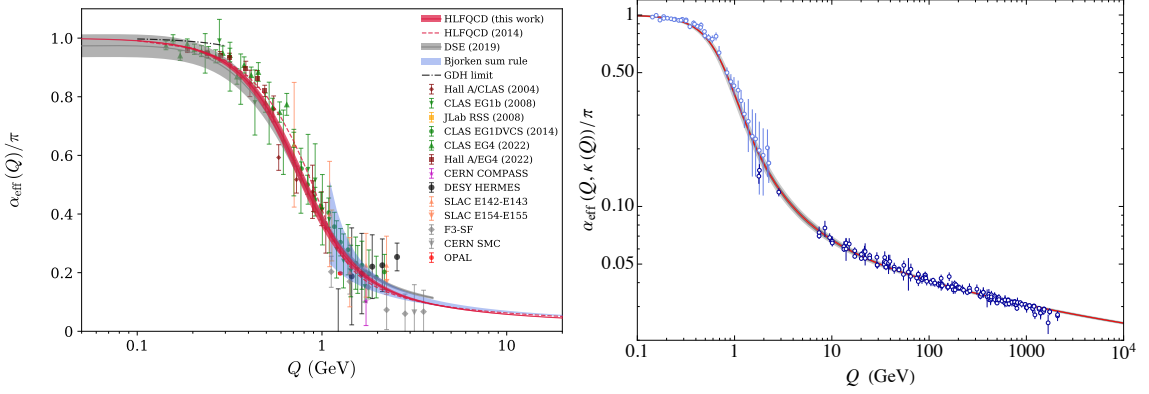 HLFQCD (this work)
HLFQCD (2014)
DSE (2019)
Bjorken sum rule
GDH limit
Hall A/CLAS (2004)
CLAS EG1b (2008)
JLab RSS (2008)
CLAS EG1DVCS (2014)
CLAS EG4 (2022)
Hall A/EG4 (2022)
CERN COMPASS
DESY HERMES
SLAC E142-E143
SLAC E154-E155
F3-SF
CERN SMC
OPAL
1.0
0.8
0.6
0.4
0.2
0
α_eff(Q)/π
0.1
1
10
Q (GeV)
1
0.50
0.10
0.05
α_eff(Q, κ(Q))/π
0.1
1
10
100
1000
10⁴
Q (GeV)